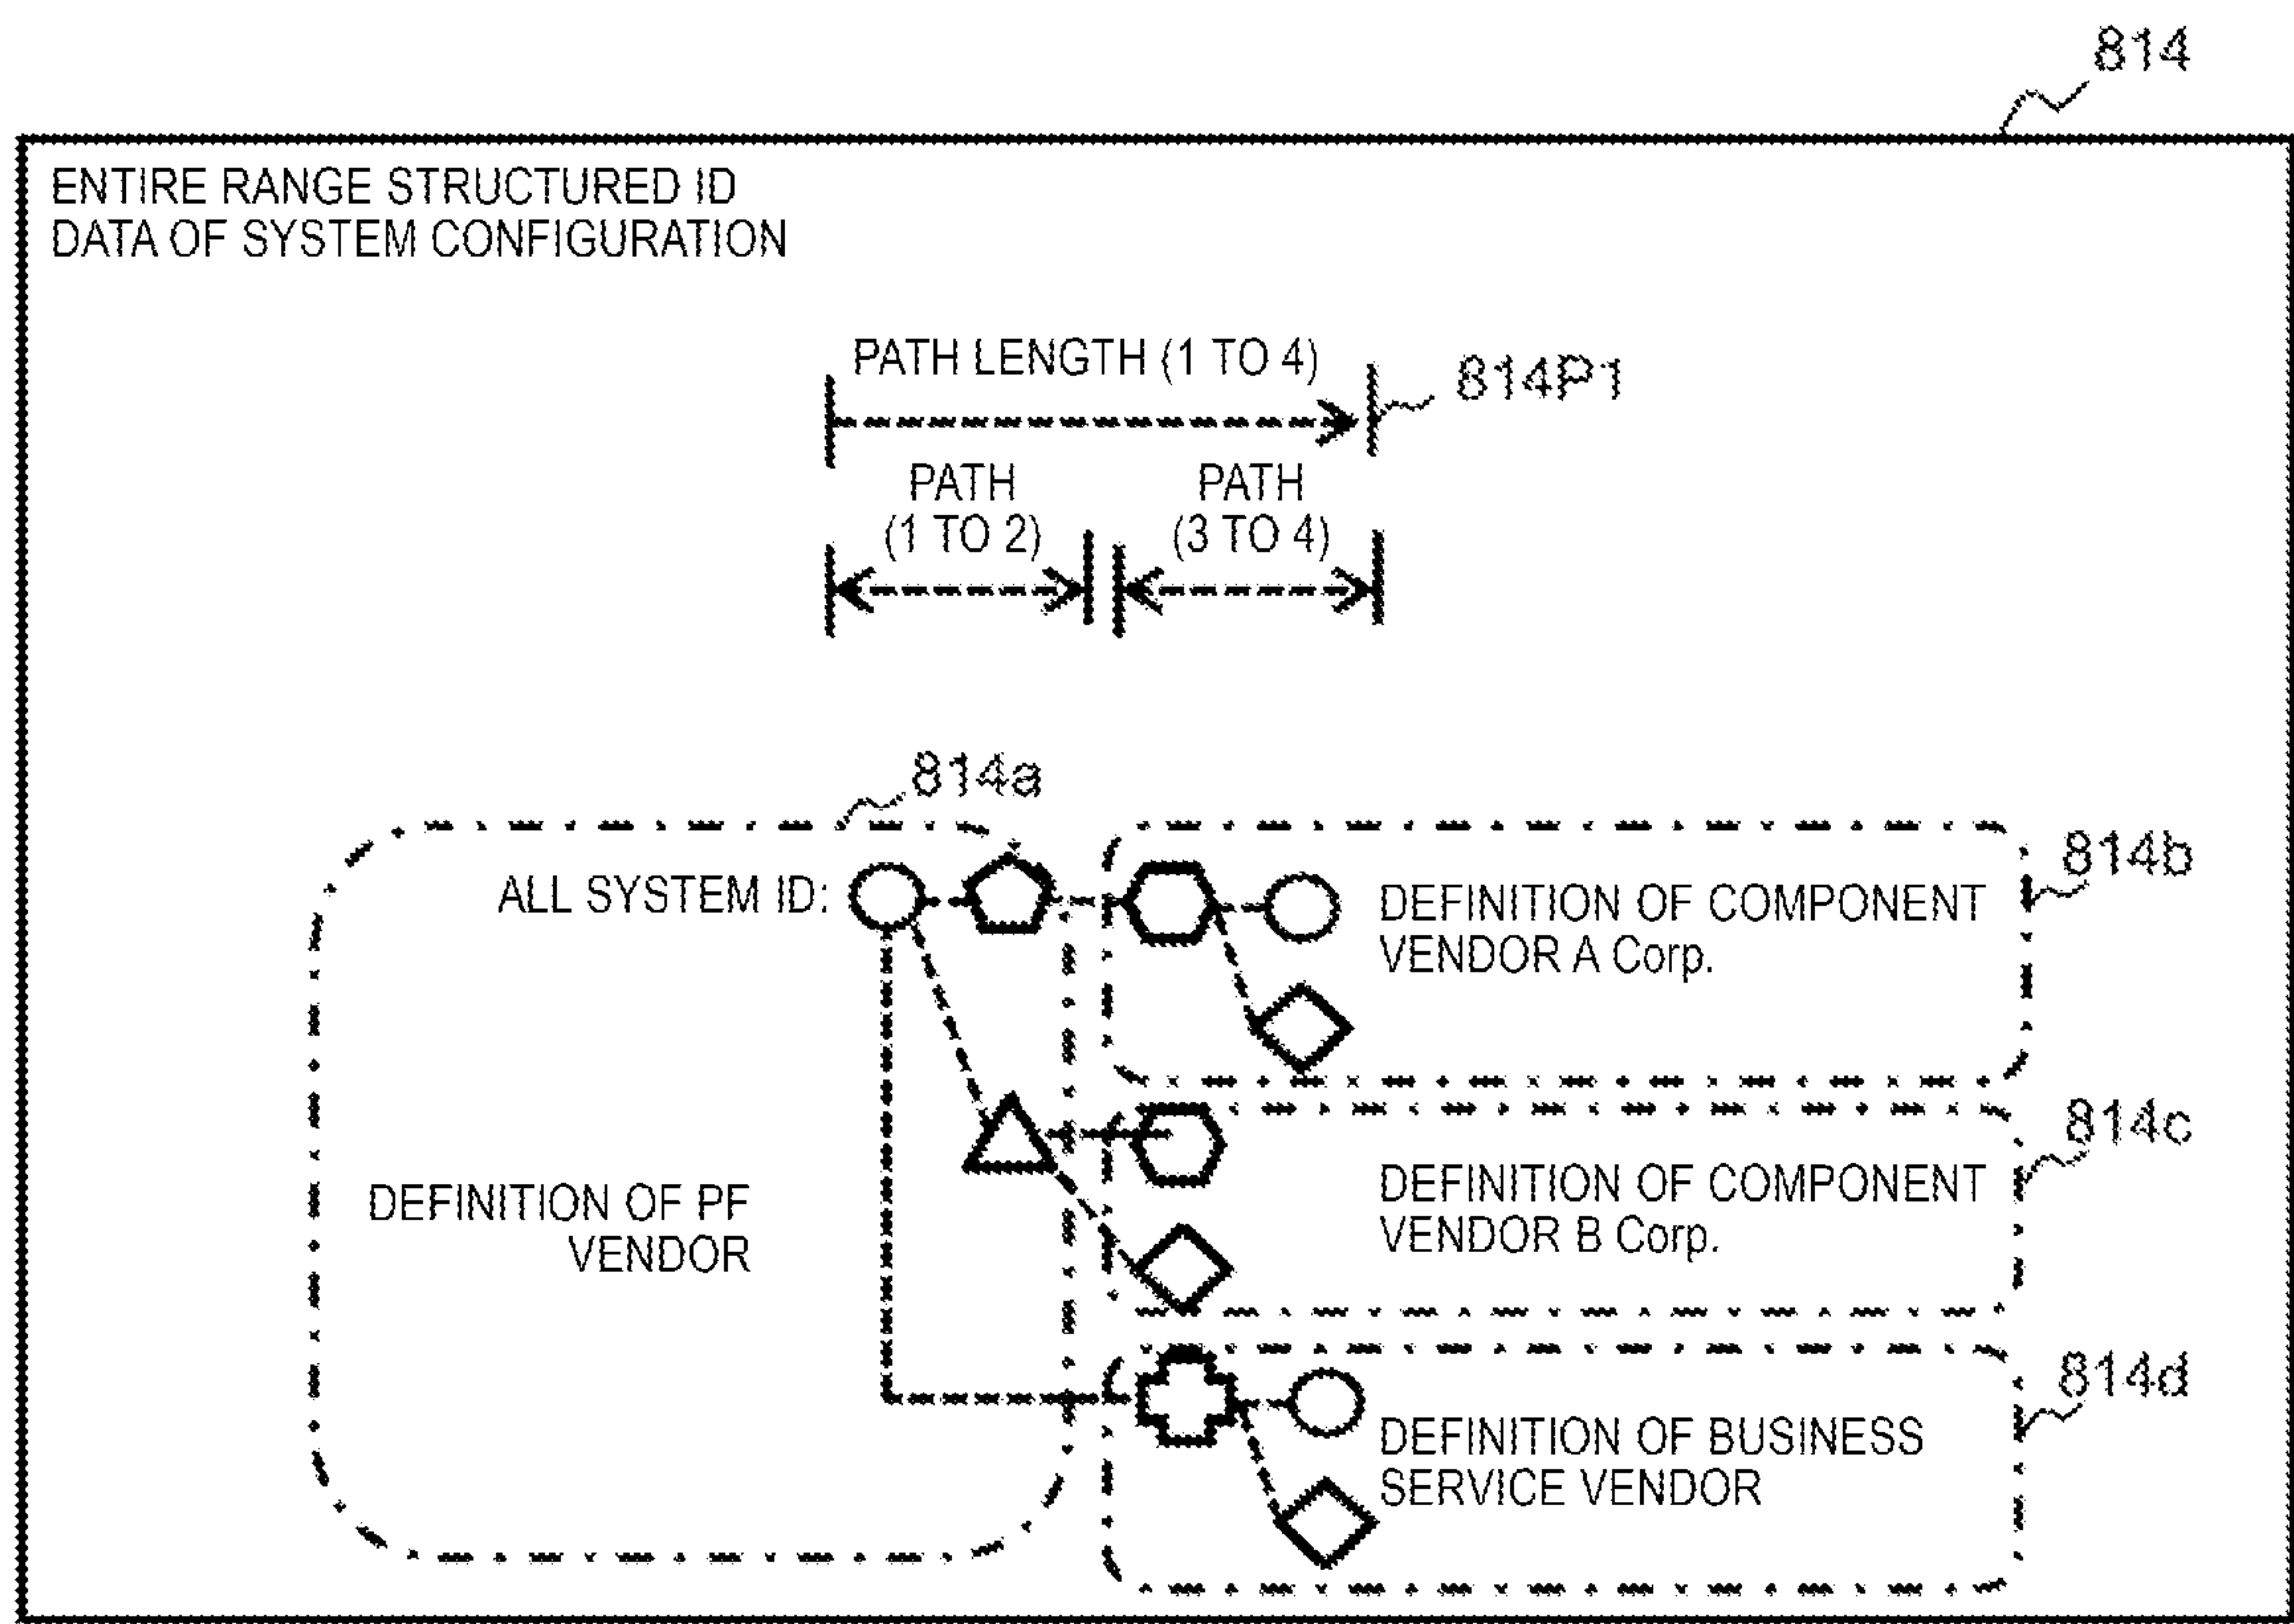 814
ENTIRE RANGE STRUCTURED ID
DATA OF SYSTEM CONFIGURATION
PATH LENGTH (1 TO 4)
814P1
PATH
(1 TO 2)
PATH
(3 TO 4)
814a
ALL SYSTEM ID:
814b
DEFINITION OF COMPONENT
VENDOR A Corp.
814c
DEFINITION OF PF
VENDOR
DEFINITION OF COMPONENT
VENDOR B Corp.
814d
DEFINITION OF BUSINESS
SERVICE VENDOR